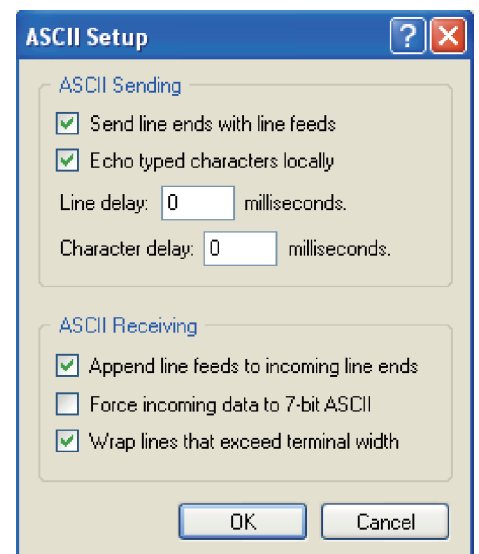 ASCII Setup
ASCII Sending
Send line ends with line feeds
Echo typed characters locally
Line delay: 0 milliseconds.
Character delay: 0 milliseconds.
ASCII Receiving
Append line feeds to incoming line ends
Force incoming data to 7-bit ASCII
Wrap lines that exceed terminal width
OK Cancel